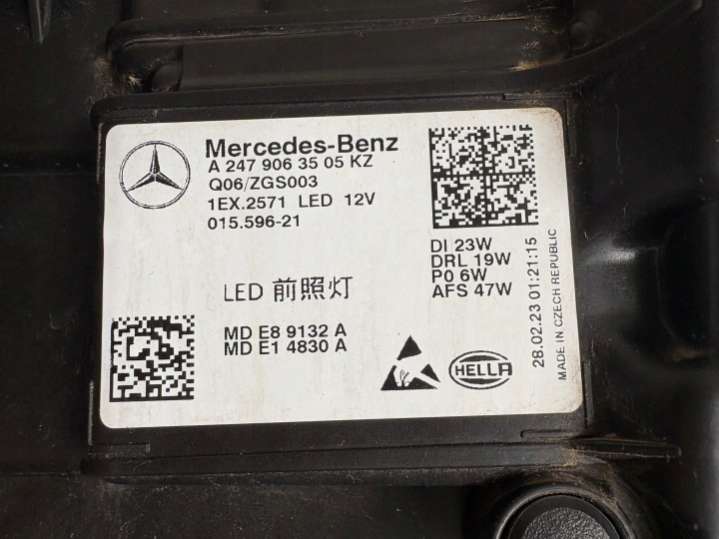 Mercedes-Benz
A 247 906 35 05 KZ
Q06/ZGS003
1EX.2571 LED 12V
015.596-21
LED 前照灯
MD E8 9132 A
MD E1 4830 A
DI 23W
DRL 19W
P0 6W
AFS 47W
HELLA
28.02.23 01:21:15
MADE IN CZECH REPUBLIC